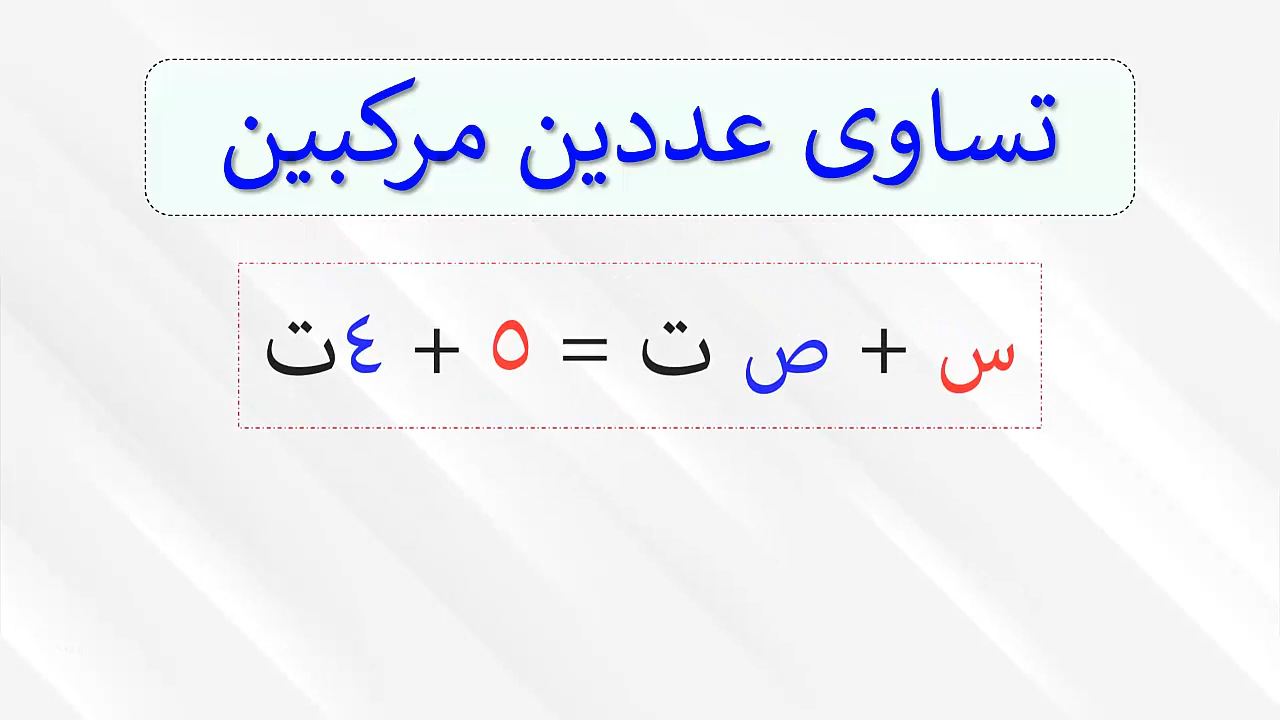 تساوى عددين مركبين
س + ص ت = ٥ + ٤ت